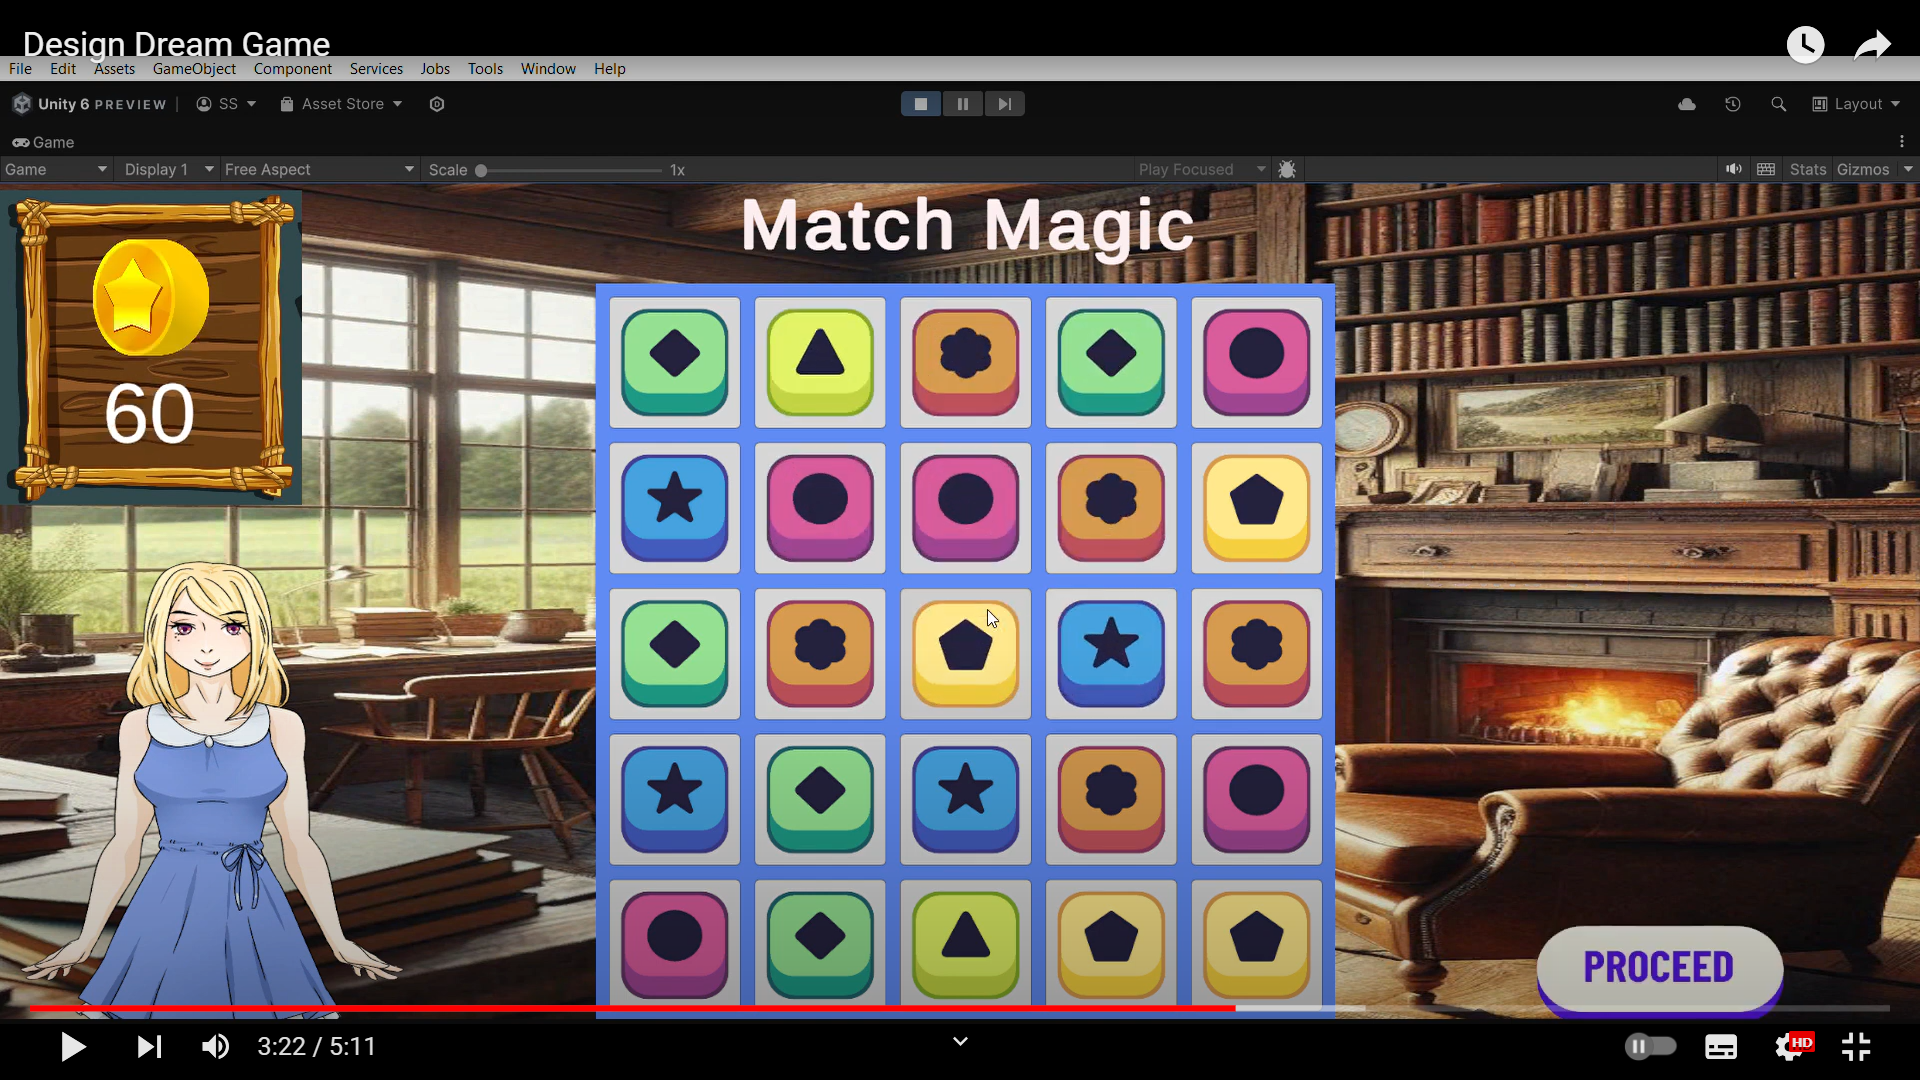 Design Dream Game
File Edit Assets GameObject Component Services Jobs Tools Window Help
Unity 6 PREVIEW SS Asset Store Layout
Game
Game Display 1 Free Aspect Scale 1x Play Focused Stats Gizmos
Match Magic
60
PROCEED
3:22 / 5:11
HD